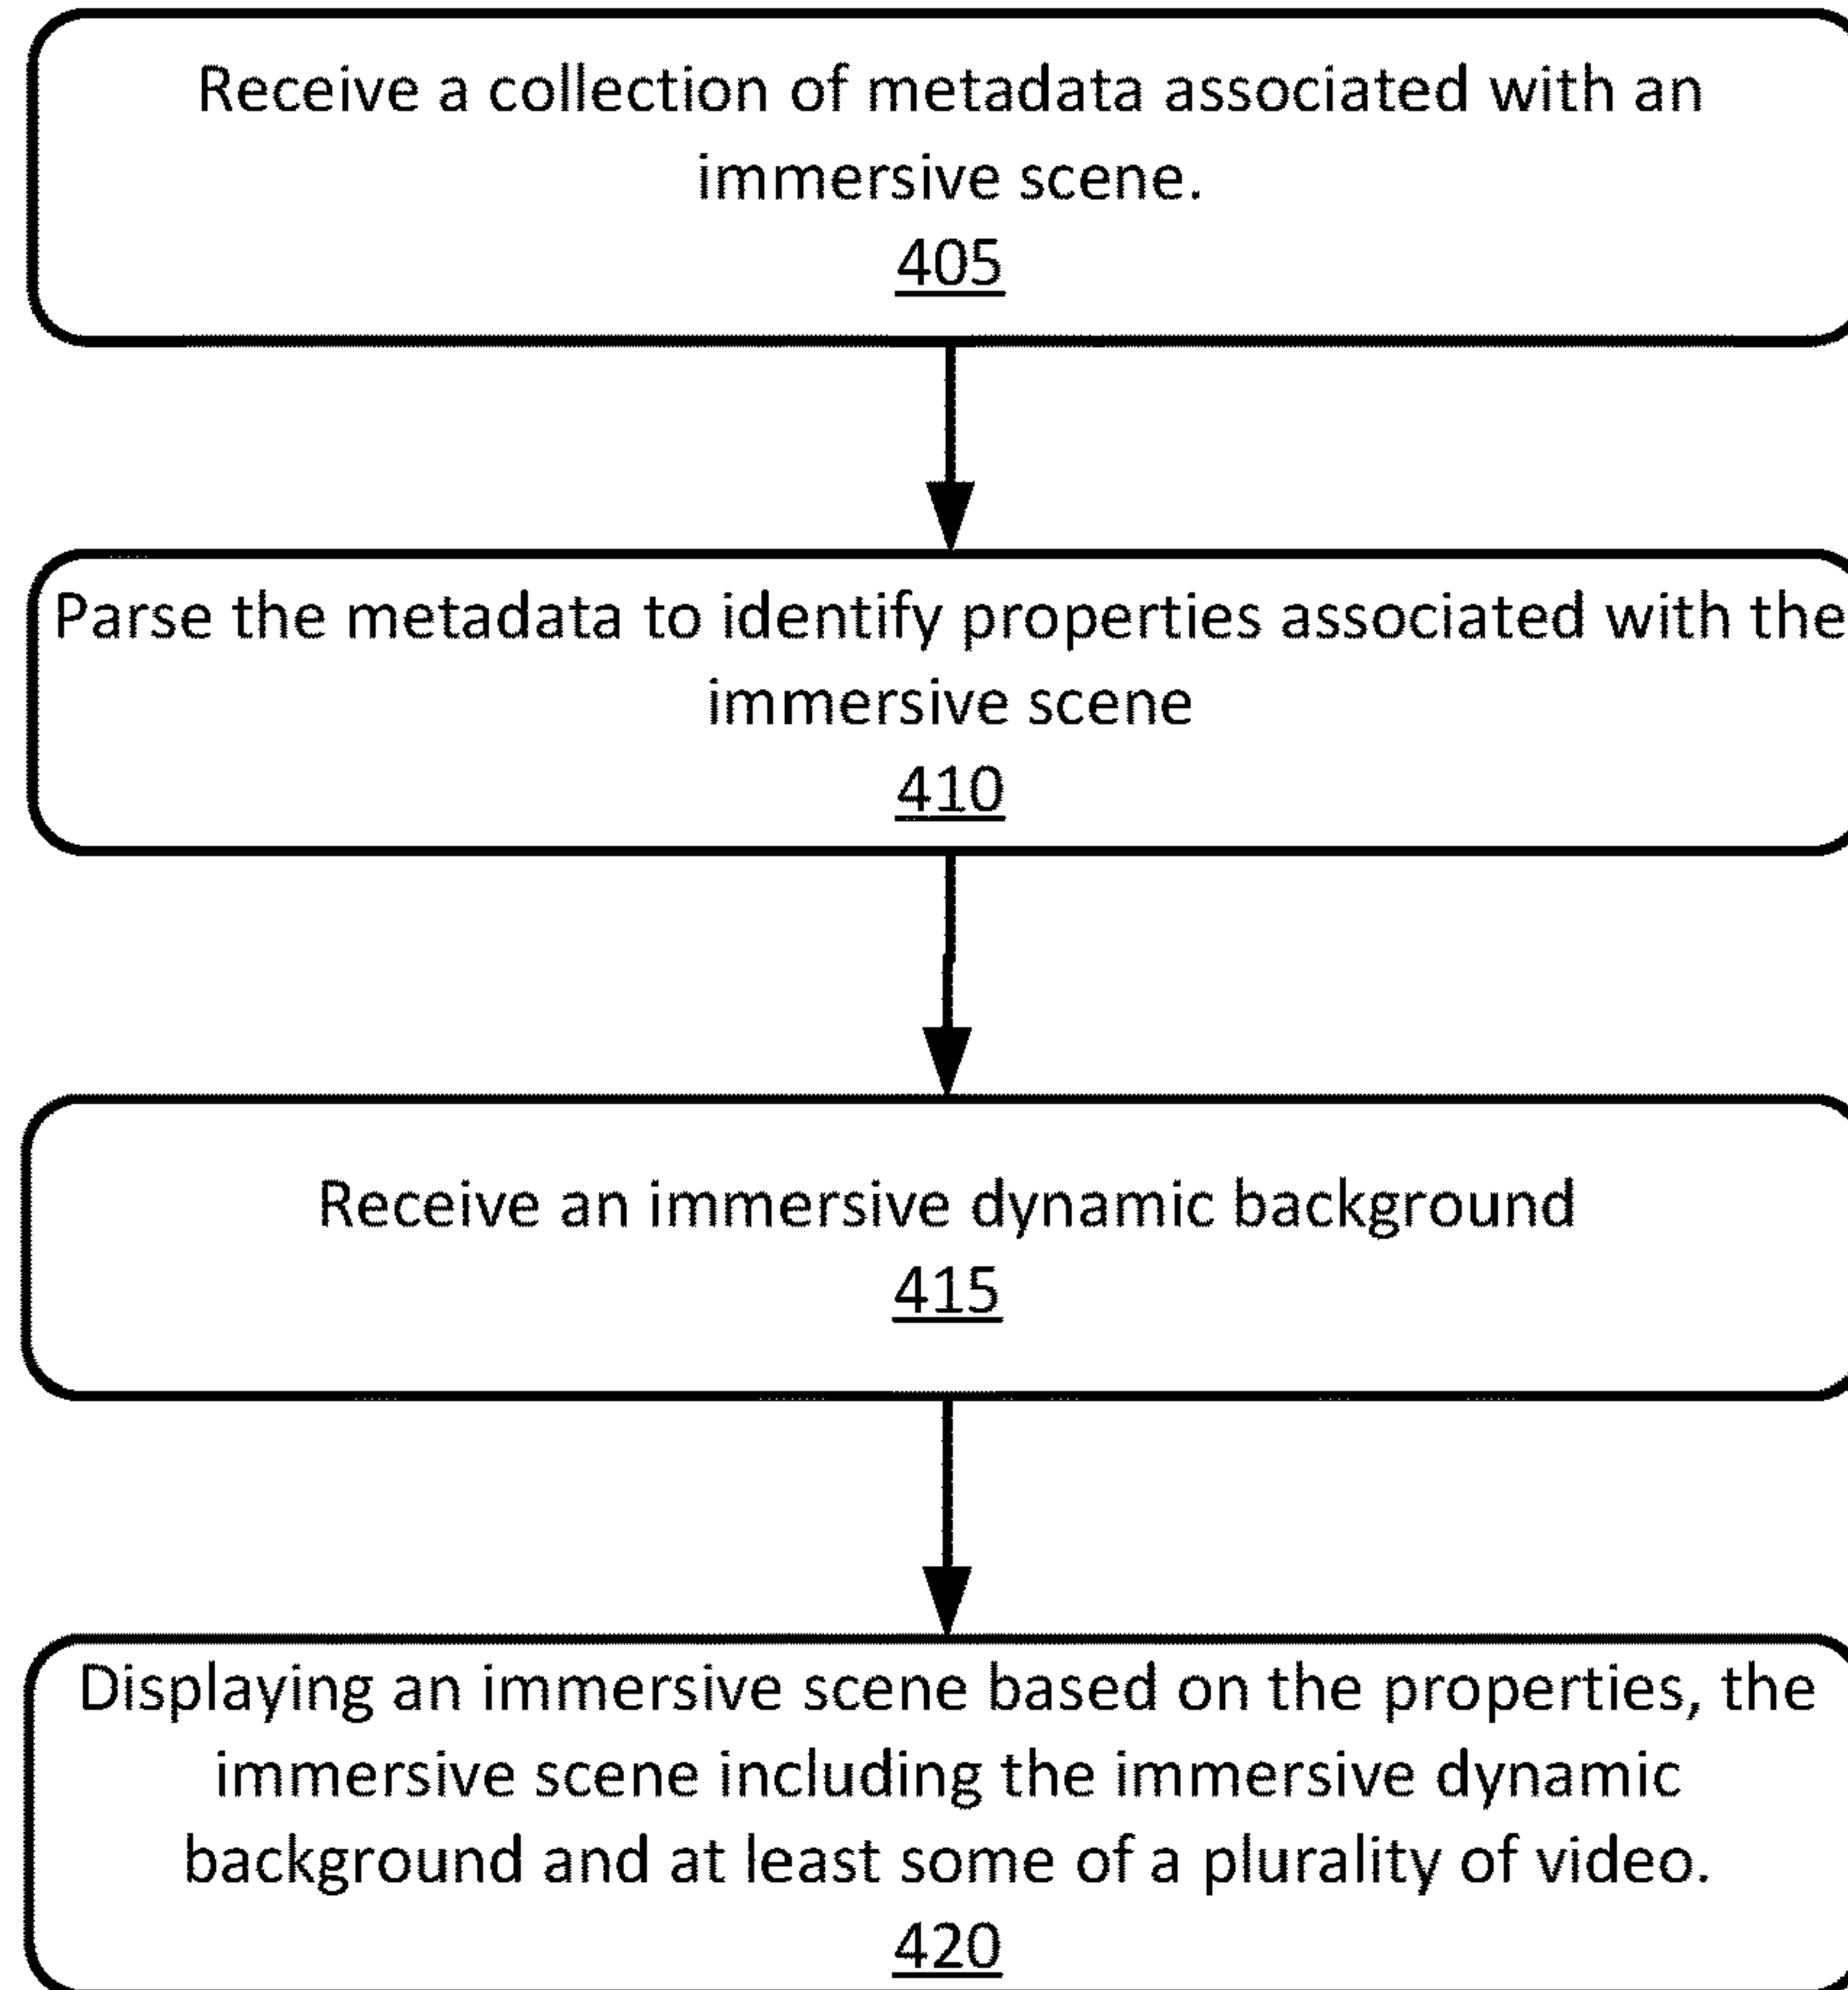 Receive a collection of metadata associated with an
immersive scene.
405
Parse the metadata to identify properties associated with the
immersive scene
410
Receive an immersive dynamic background
415
Displaying an immersive scene based on the properties, the
immersive scene including the immersive dynamic
background and at least some of a plurality of video.
420